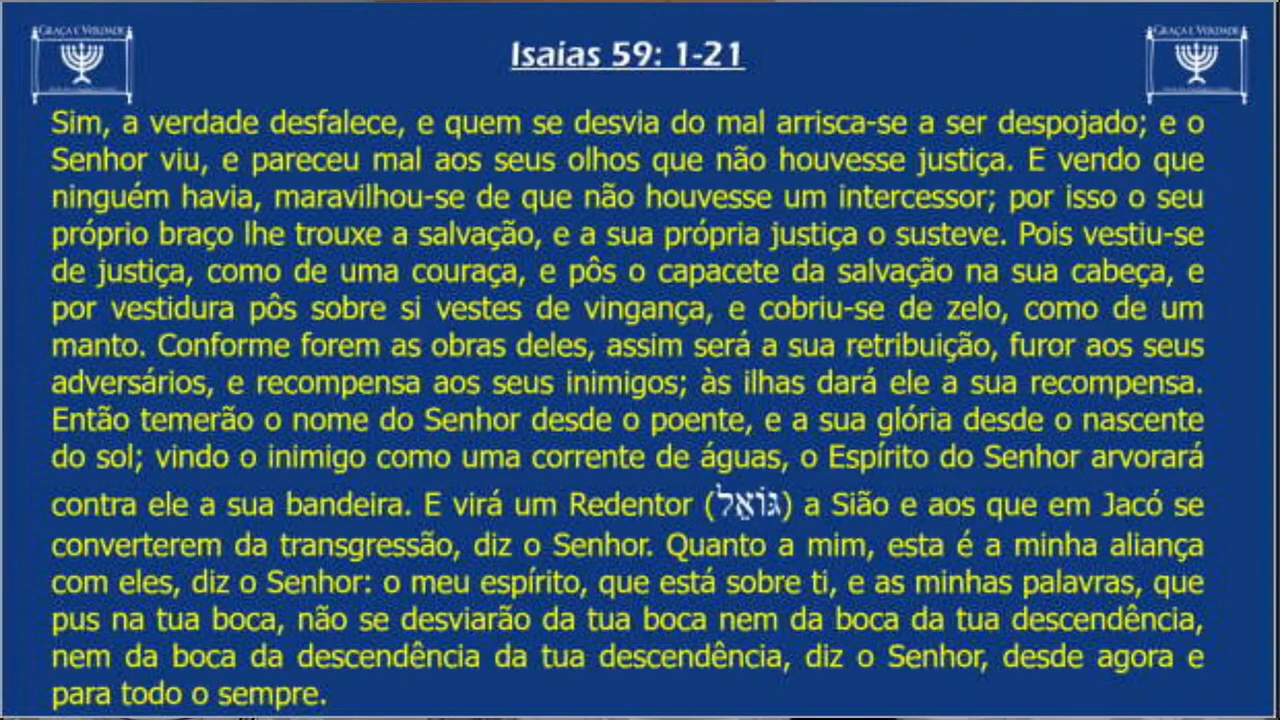 GRAÇA E VERDADE
GRAÇA E VERDADE
Isaías 59: 1-21
Sim, a verdade desfalece, e quem se desvia do mal arrisca-se a ser despojado; e o
Senhor viu, e pareceu mal aos seus olhos que não houvesse justiça. E vendo que
ninguém havia, maravilhou-se de que não houvesse um intercessor; por isso o seu
próprio braço lhe trouxe a salvação, e a sua própria justiça o susteve. Pois vestiu-se
de justiça, como de uma couraça, e pôs o capacete da salvação na sua cabeça, e
por vestidura pôs sobre si vestes de vingança, e cobriu-se de zelo, como de um
manto. Conforme forem as obras deles, assim será a sua retribuição, furor aos seus
adversários, e recompensa aos seus inimigos; às ilhas dará ele a sua recompensa.
Então temerão o nome do Senhor desde o poente, e a sua glória desde o nascente
do sol; vindo o inimigo como uma corrente de águas, o Espírito do Senhor arvorará
contra ele a sua bandeira. E virá um Redentor (גּוֹאֵל) a Sião e aos que em Jacó se
converterem da transgressão, diz o Senhor. Quanto a mim, esta é a minha aliança
com eles, diz o Senhor: o meu espírito, que está sobre ti, e as minhas palavras, que
pus na tua boca, não se desviarão da tua boca nem da boca da tua descendência,
nem da boca da descendência da tua descendência, diz o Senhor, desde agora e
para todo o sempre.